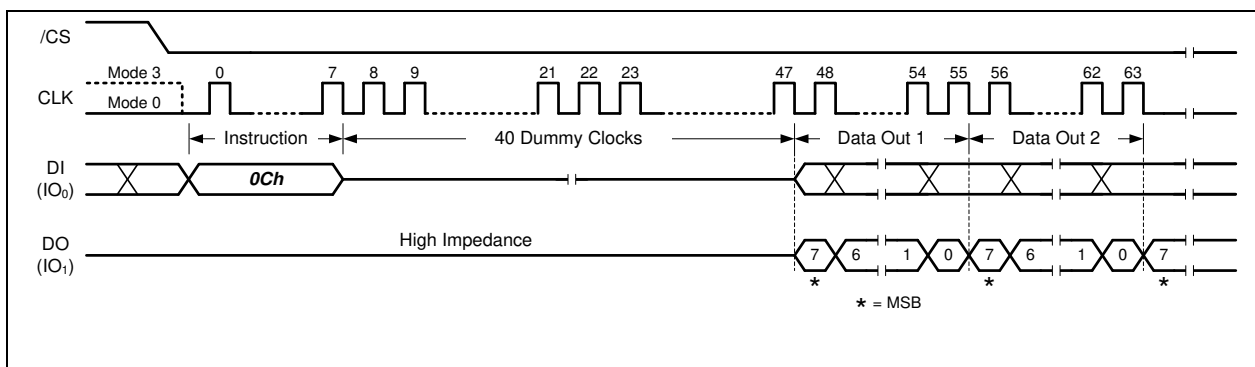 /CS
Mode 3
0 7 8 9 21 22 23 47 48 54 55 56 62 63
CLK
Mode 0
Instruction 40 Dummy Clocks Data Out 1 Data Out 2
DI
(IO₀)
0Ch
High Impedance
DO
(IO₁)
7 6 1 0 7 6 1 0 7
* * *
* = MSB